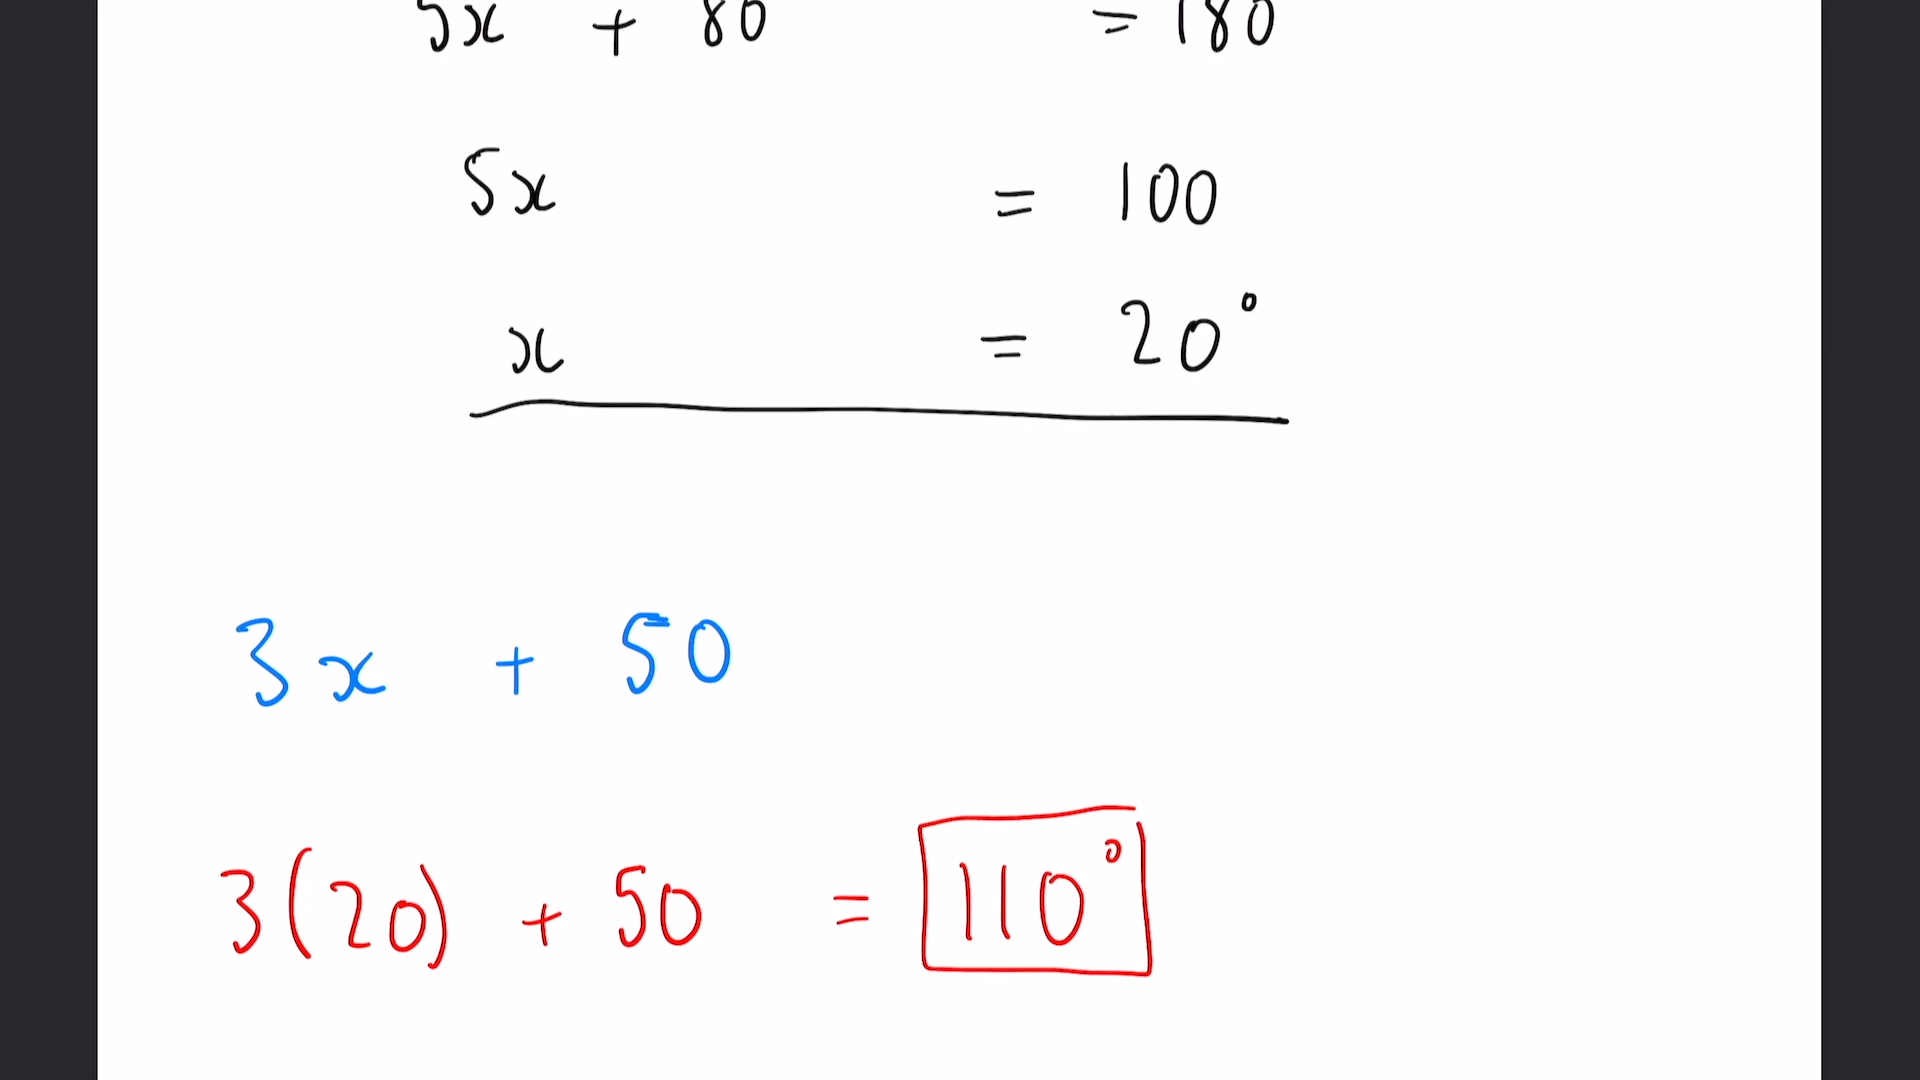 5x + 80 = 180
5x = 100
x = 20°
3x + 50
3(20) + 50 = 110°